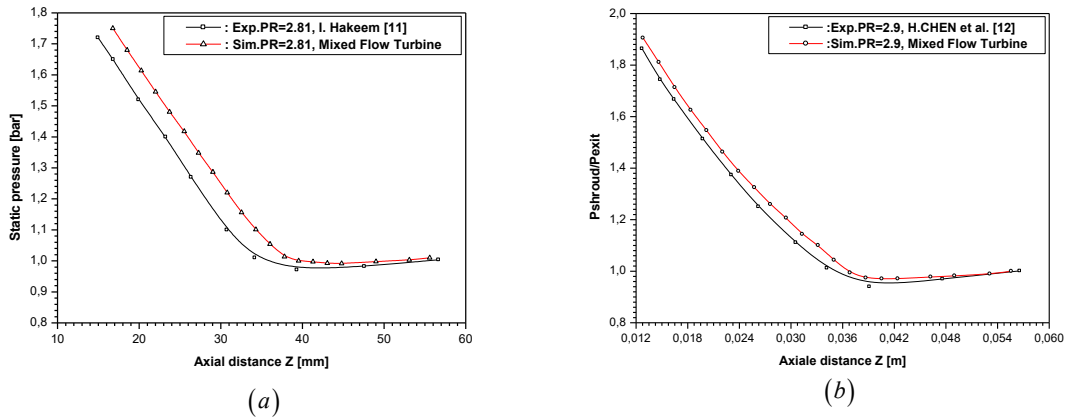 : Exp.PR=2.81, I. Hakeem [11]
: Sim.PR=2.81, Mixed Flow Turbine
1,8
1,7
1,6
1,5
1,4
1,3
1,2
1,1
1,0
0,9
0,8
Static pressure [bar]
10 20 30 40 50 60
Axial distance Z [mm]
(a)
:Exp.PR=2.9, H.CHEN et al. [12]
:Sim.PR=2.9, Mixed Flow Turbine
2,0
1,8
1,6
1,4
1,2
1,0
0,8
Pshroud/Pexit
0,012 0,018 0,024 0,030 0,036 0,042 0,048 0,054 0,060
Axiale distance Z [m]
(b)